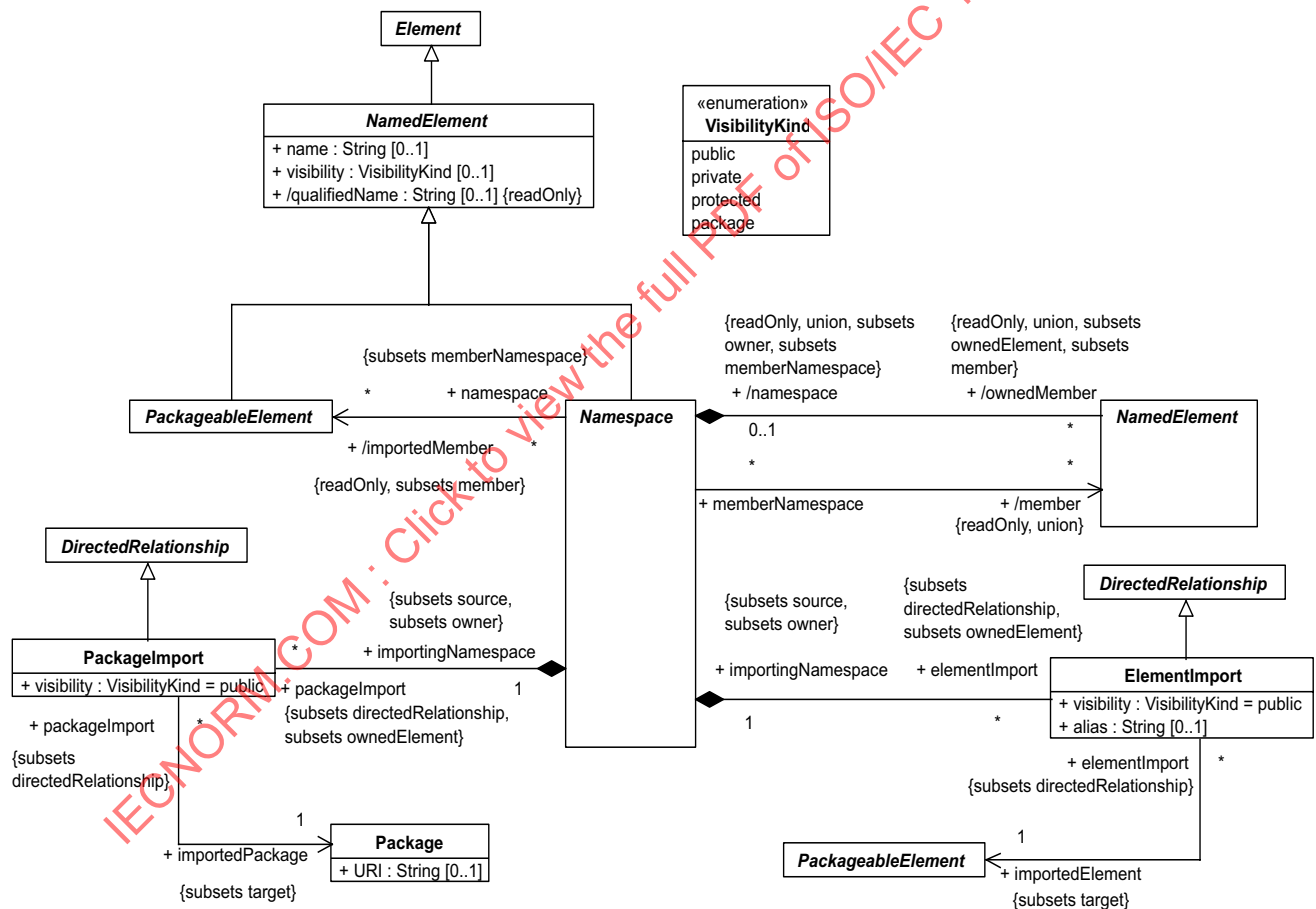 Element
NamedElement
+ name : String [0..1]
+ visibility : VisibilityKind [0..1]
+ /qualifiedName : String [0..1] {readOnly}
«enumeration»
VisibilityKind
public
private
protected
package
{subsets memberNamespace}
* + namespace
PackageableElement
+ /importedMember *
{readOnly, subsets member}
Namespace
{readOnly, union, subsets
owner, subsets
memberNamespace}
+ /namespace
0..1
{readOnly, union, subsets
ownedElement, subsets
member}
+ /ownedMember
*
NamedElement
* *
+ memberNamespace
+ /member
{readOnly, union}
DirectedRelationship
PackageImport
+ visibility : VisibilityKind = public
{subsets source,
subsets owner}
* + importingNamespace
+ packageImport 1
{subsets directedRelationship,
subsets ownedElement}
+ packageImport *
{subsets
directedRelationship}
1
+ importedPackage
{subsets target}
Package
+ URI : String [0..1]
{subsets source,
subsets owner}
+ importingNamespace
1
{subsets
directedRelationship,
subsets ownedElement}
+ elementImport
*
DirectedRelationship
ElementImport
+ visibility : VisibilityKind = public
+ alias : String [0..1]
+ elementImport *
{subsets directedRelationship}
PackageableElement
1
+ importedElement
{subsets target}
IECNORM.COM : Click to view the full PDF of ISO/IEC